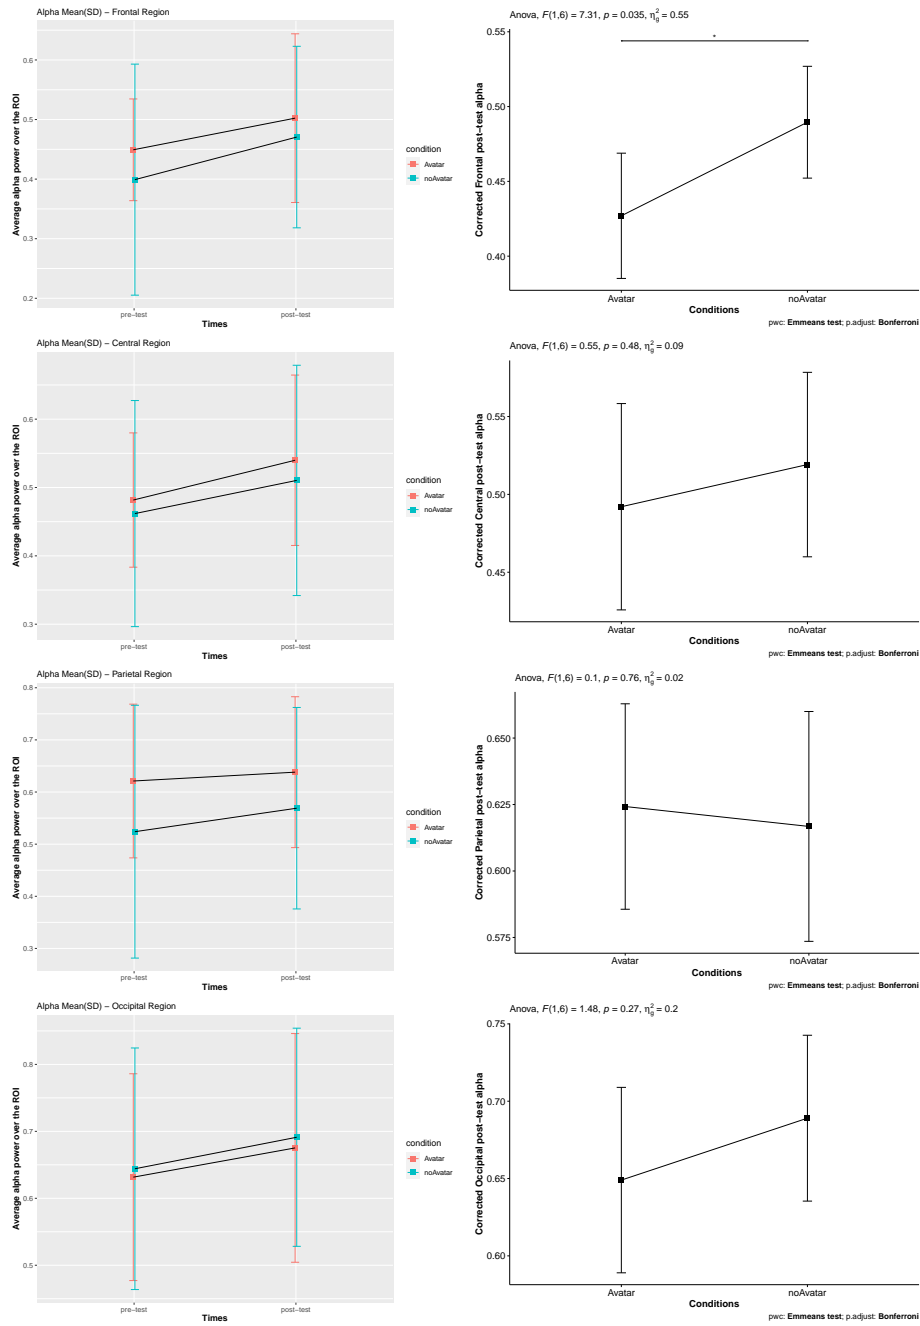 Alpha Mean(SD) – Frontal Region
Average alpha power over the ROI
0.6
0.5
0.4
0.3
0.2
pre−test
post−test
Times
condition
Avatar
noAvatar
Anova, F(1,6) = 7.31, p = 0.035, η²g = 0.55
Corrected Frontal post−test alpha
0.55
0.50
0.45
0.40
*
Avatar
noAvatar
Conditions
pwc: Emmeans test; p.adjust: Bonferroni
Alpha Mean(SD) – Central Region
Average alpha power over the ROI
0.6
0.5
0.4
0.3
pre−test
post−test
Times
condition
Avatar
noAvatar
Anova, F(1,6) = 0.55, p = 0.48, η²g = 0.09
Corrected Central post−test alpha
0.55
0.50
0.45
Avatar
noAvatar
Conditions
pwc: Emmeans test; p.adjust: Bonferroni
Alpha Mean(SD) – Parietal Region
Average alpha power over the ROI
0.8
0.7
0.6
0.5
0.4
0.3
pre−test
post−test
Times
condition
Avatar
noAvatar
Anova, F(1,6) = 0.1, p = 0.76, η²g = 0.02
Corrected Parietal post−test alpha
0.650
0.625
0.600
0.575
Avatar
noAvatar
Conditions
pwc: Emmeans test; p.adjust: Bonferroni
Alpha Mean(SD) – Occipital Region
Average alpha power over the ROI
0.8
0.7
0.6
0.5
pre−test
post−test
Times
condition
Avatar
noAvatar
Anova, F(1,6) = 1.48, p = 0.27, η²g = 0.2
Corrected Occipital post−test alpha
0.75
0.70
0.65
0.60
Avatar
noAvatar
Conditions
pwc: Emmeans test; p.adjust: Bonferroni